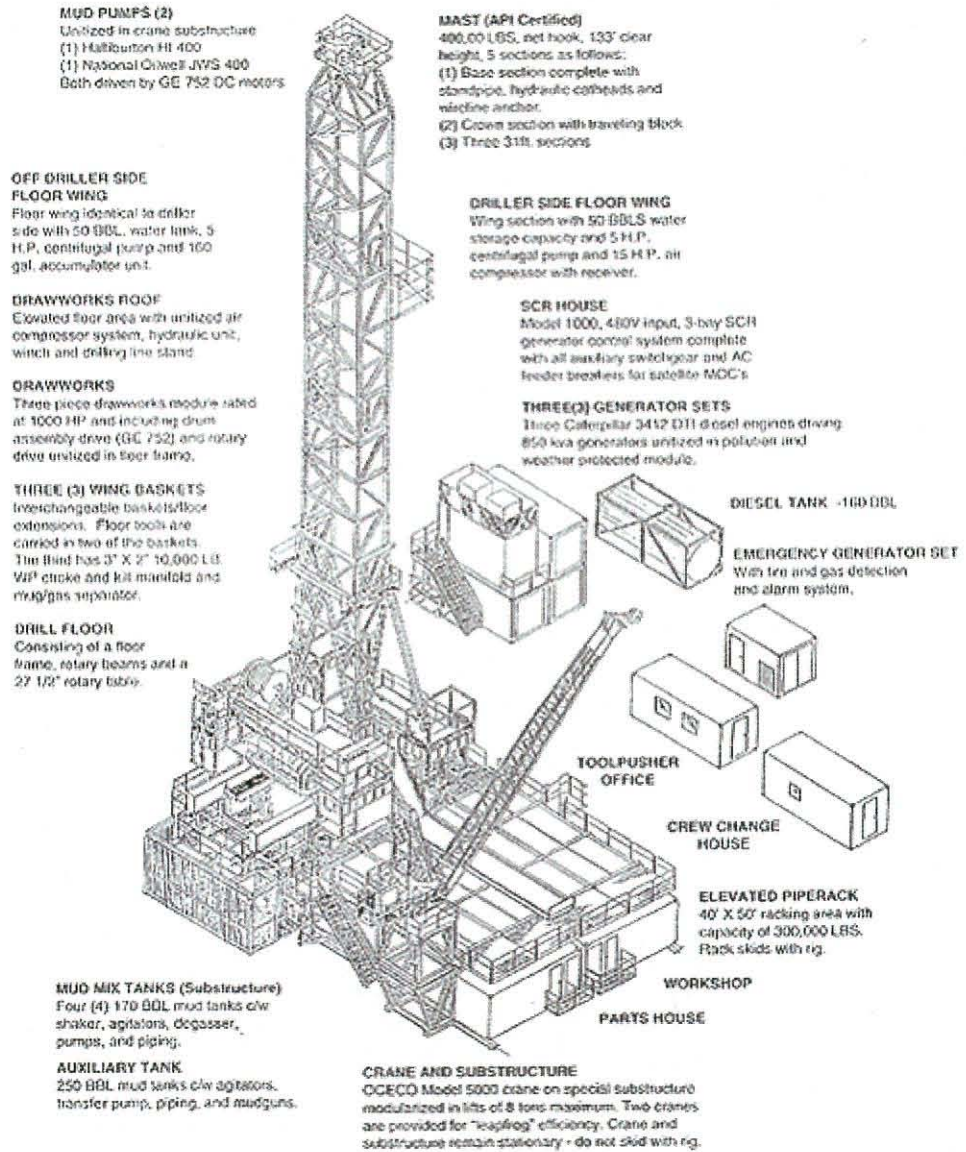 MUD PUMPS (2)
Unitized in crane substructure
(1) Halliburton HT 400
(1) National Oilwell JWS 400
Both driven by GE 752 DC motors
MAST (API Certified)
400,00 LBS, net hook, 133' clear
height, 5 sections as follows:
(1) Base section complete with
standpipe, hydraulic catheads and
wireline anchor.
(2) Crown section with traveling block
(3) Three 31ft. sections
OFF DRILLER SIDE
FLOOR WING
Floor wing identical to driller
side with 50 BBL. water tank, 5
H.P. centrifugal pump and 160
gal. accumulator unit.
DRAWWORKS ROOF
Elevated floor area with unitized air
compressor system, hydraulic unit,
winch and drilling line stand
DRAWWORKS
Three piece drawworks module rated
at 1000 HP and including drum
assembly drive (GE 752) and rotary
drive unitized in floor frame.
THREE (3) WING BASKETS
Interchangeable baskets/floor
extensions. Floor tools are
carried in two of the baskets.
The third has 3" X 2" 10,000 LB.
WP choke and kill manifold and
mug/gas separator.
DRILL FLOOR
Consisting of a floor
frame, rotary beams and a
27 1/2" rotary table.
DRILLER SIDE FLOOR WING
Wing section with 50 BBLS water
storage capacity and 5 H.P.
centrifugal pump and 15 H.P. air
compressor with receiver.
SCR HOUSE
Model 1000, 480V input, 3-bay SCR
generator control system complete
with all auxiliary switchgear and AC
feeder breakers for satellite MCC's
THREE(3) GENERATOR SETS
Three Caterpillar 3412 DTI diesel engines driving
850 kva generators unitized in pollution and
weather protected module.
DIESEL TANK -160 BBL
EMERGENCY GENERATOR SET
With fire and gas detection
and alarm system.
TOOLPUSHER
OFFICE
CREW CHANGE
HOUSE
ELEVATED PIPERACK
40' X 50' racking area with
capacity of 300,000 LBS.
Rack skids with rig.
WORKSHOP
PARTS HOUSE
MUD MIX TANKS (Substructure)
Four (4) 170 BBL mud tanks c/w
shaker, agitators, degasser,
pumps, and piping.
AUXILIARY TANK
250 BBL mud tanks c/w agitators,
transfer pump, piping, and mudguns.
CRANE AND SUBSTRUCTURE
OGECO Model 5000 crane on special substructure
modularized in lifts of 8 tons maximum. Two cranes
are provided for "leapfrog" efficiency. Crane and
substructure remain stationary - do not skid with rig.